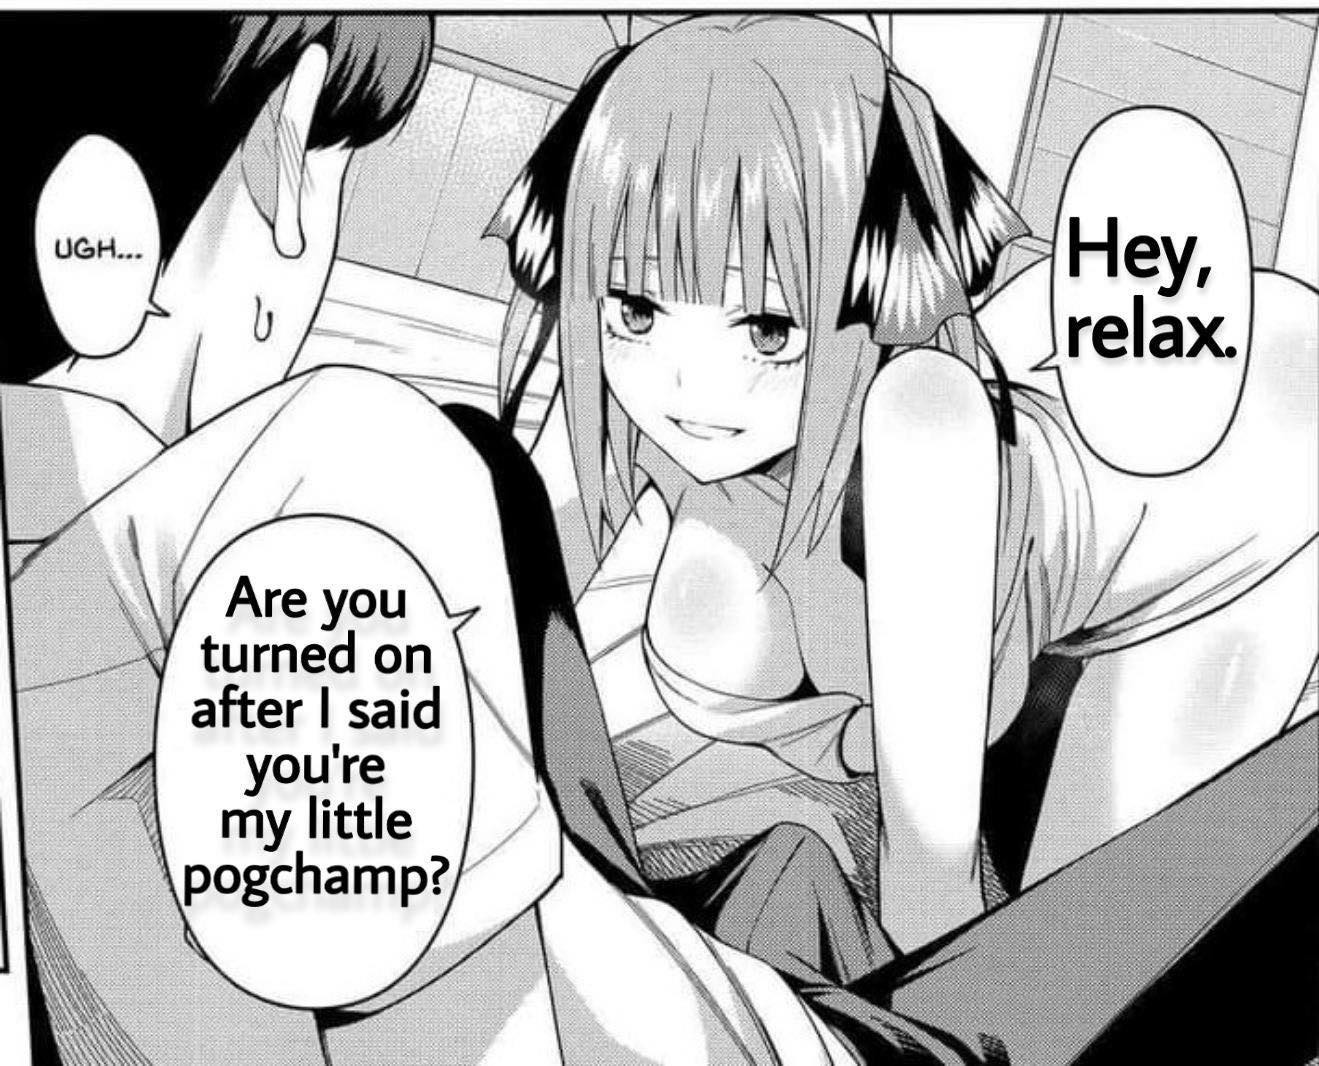 UGH...
Hey,
relax.
Are you
turned on
after I said
you're
my little
pogchamp?